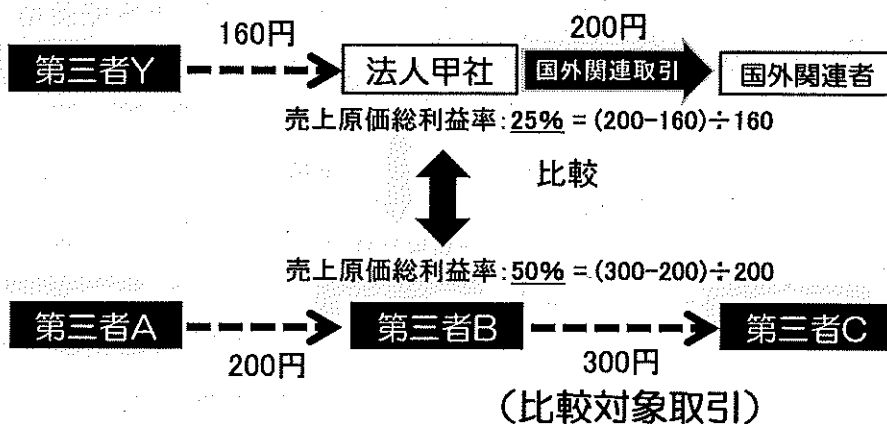 160円
200円
第三者Y
法人甲社
国外関連取引
国外関連者
売上原価総利益率:25% = (200-160)÷160
比較
売上原価総利益率:50% = (300-200)÷200
第三者A
第三者B
第三者C
200円
300円
(比較対象取引)